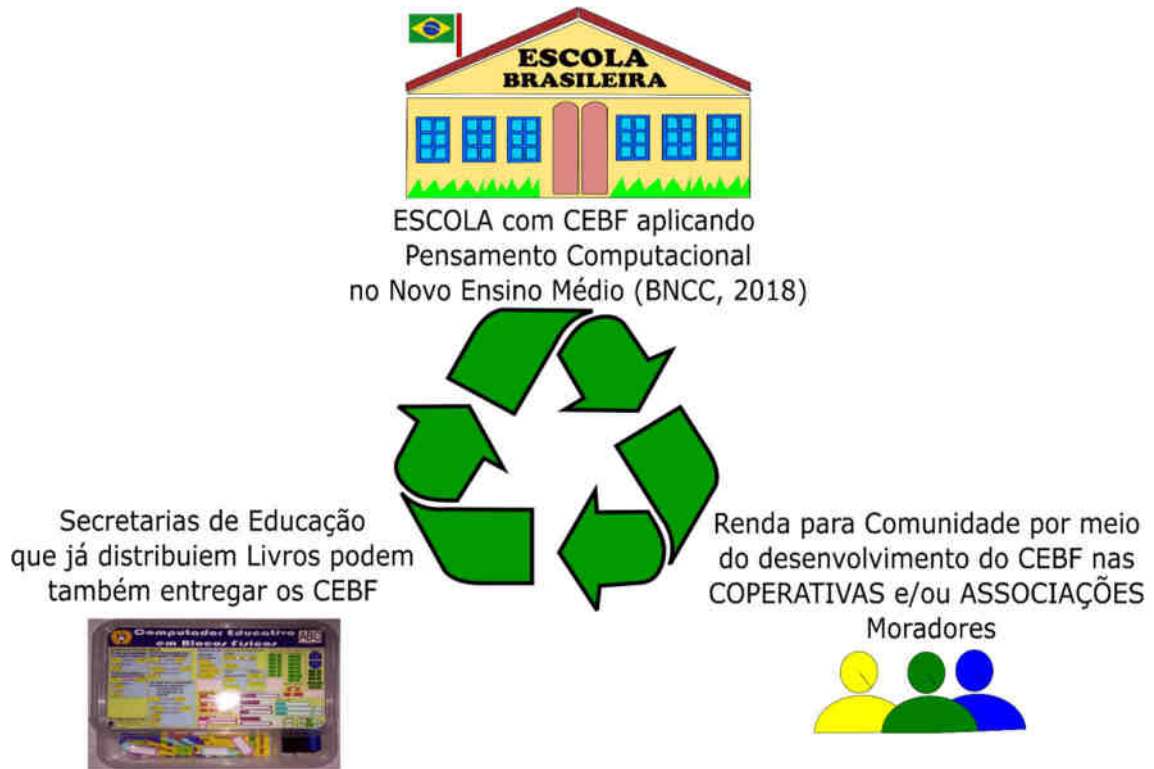 ESCOLA
BRASILEIRA
ESCOLA com CEBF aplicando
Pensamento Computacional
no Novo Ensino Médio (BNCC, 2018)
Secretarias de Educação
que já distribuiem Livros podem
também entregar os CEBF
Computador Educativo
em Blocos Físicos
ABC
Renda para Comunidade por meio
do desenvolvimento do CEBF nas
COPERATIVAS e/ou ASSOCIAÇÕES
Moradores